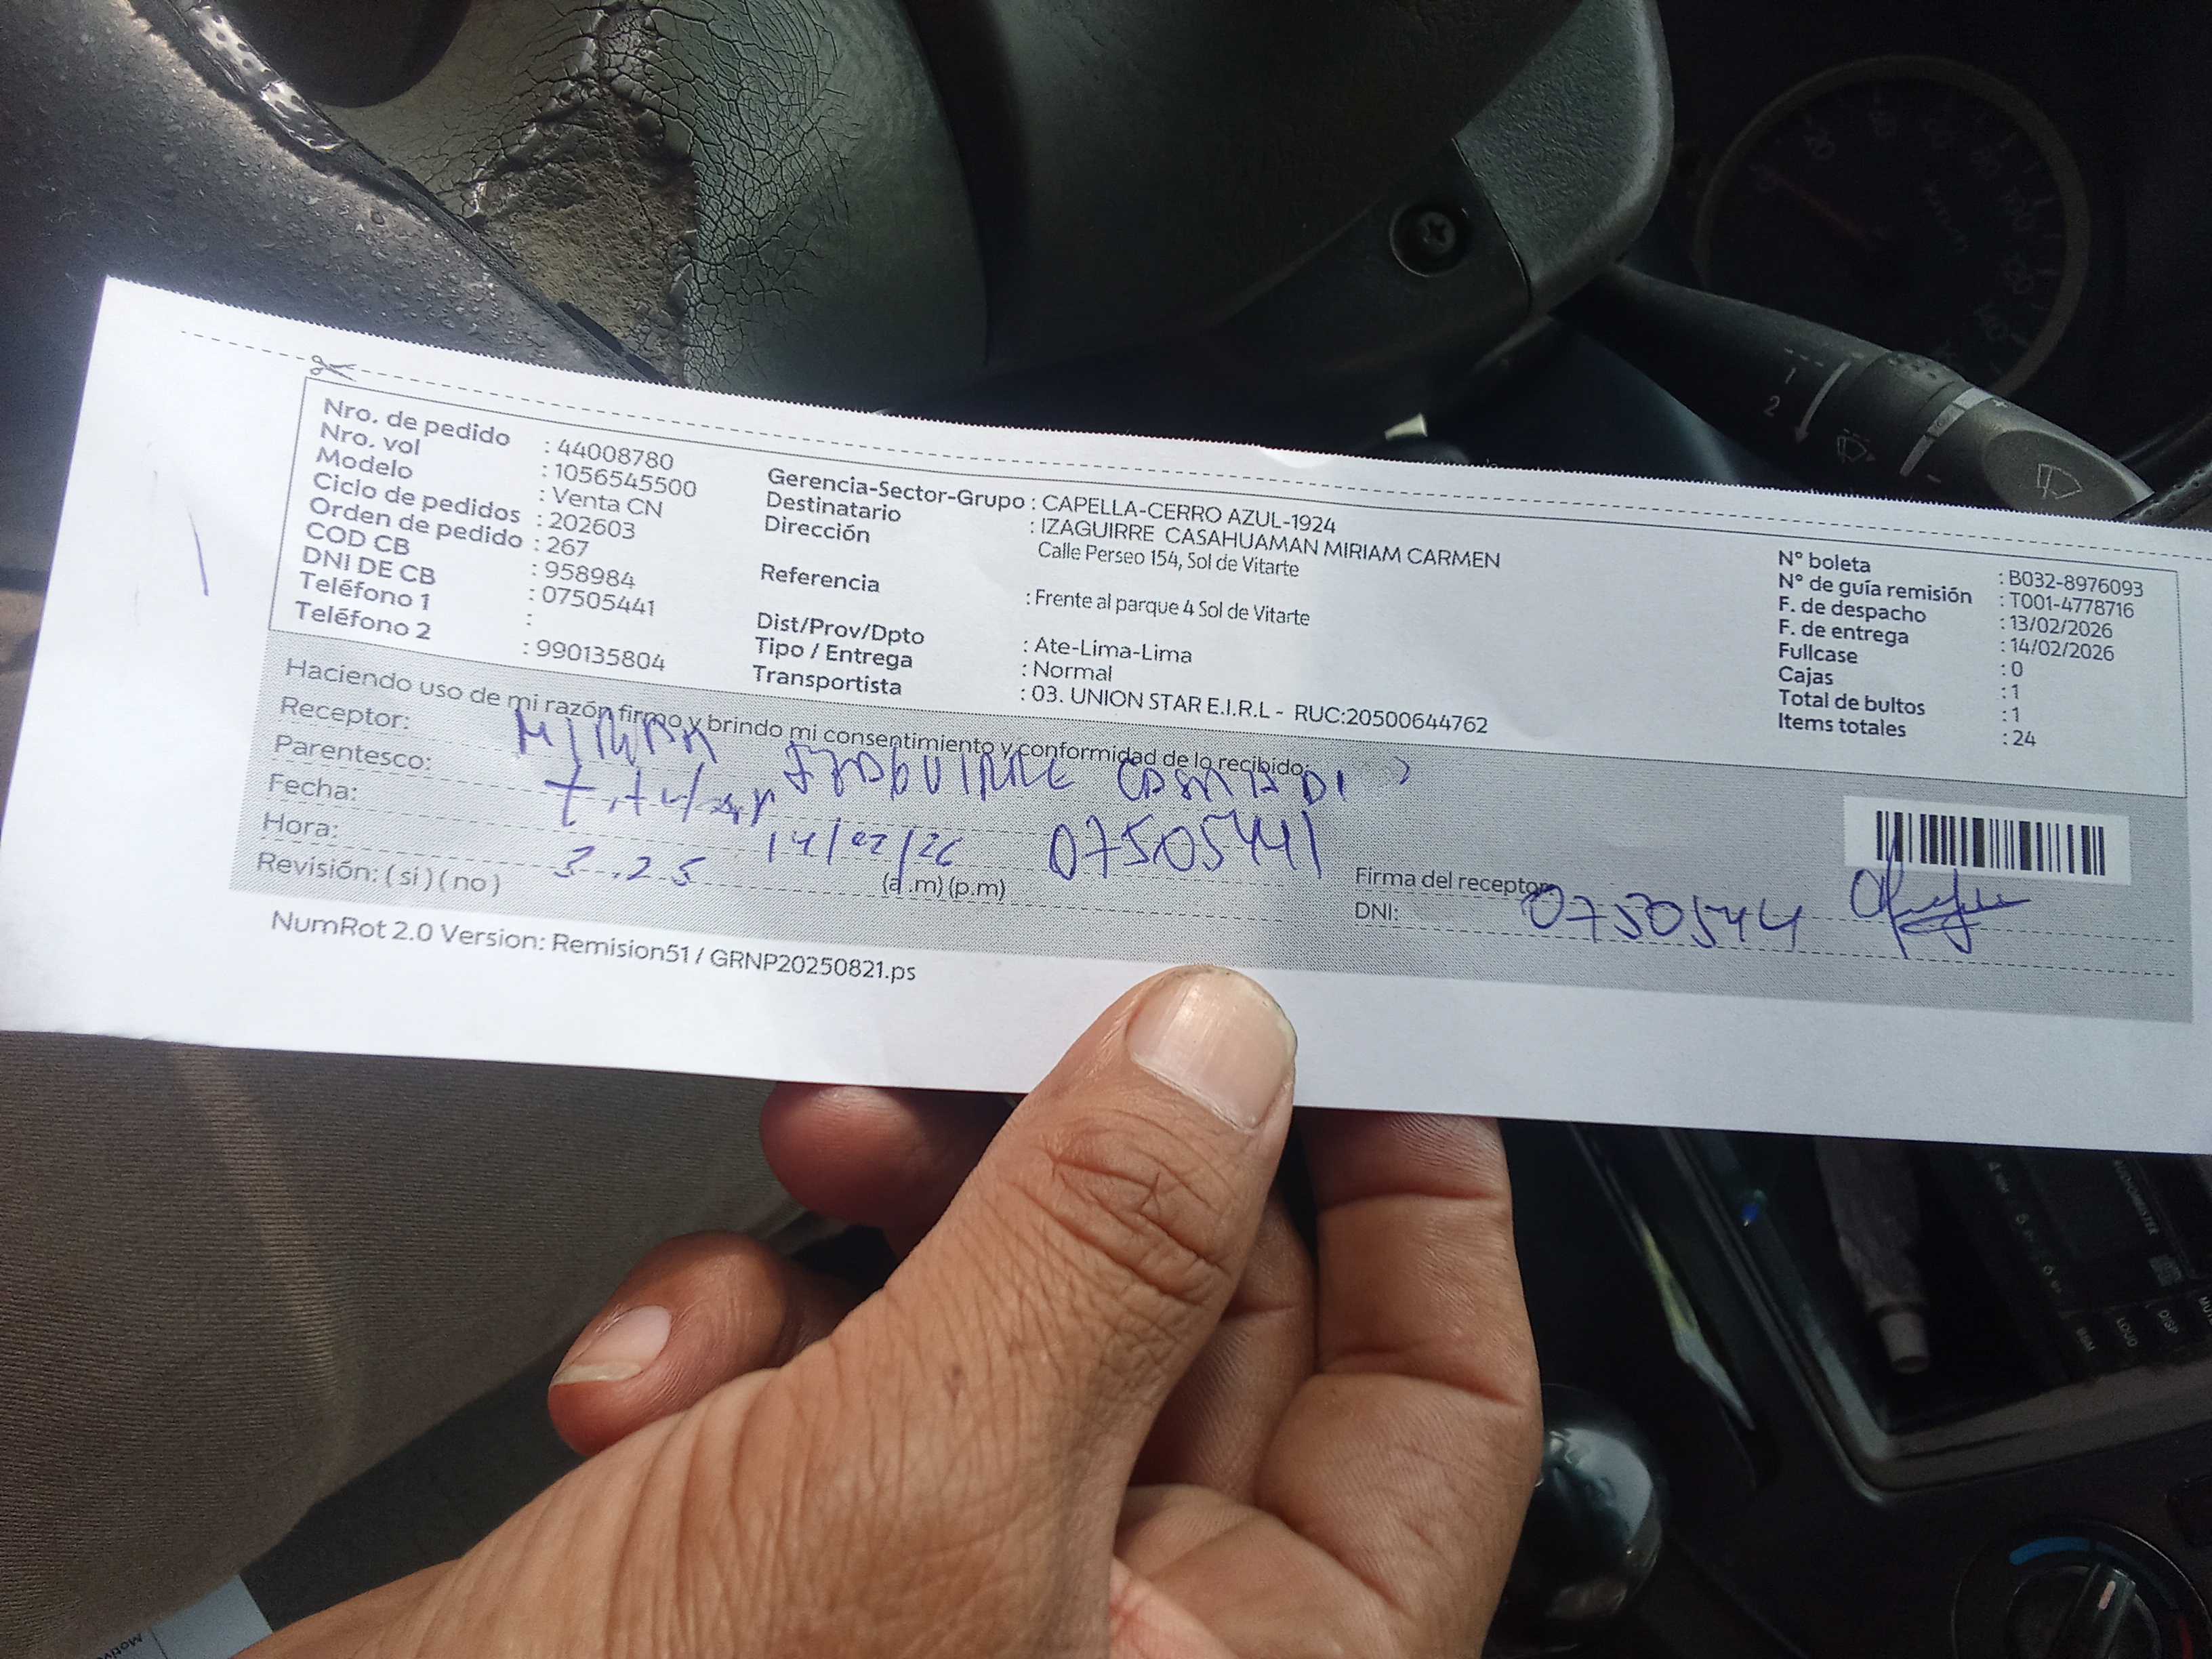 Nro. de pedido : 44008780
Nro. vol : 1056545500
Modelo : Venta CN
Ciclo de pedidos : 202603
Orden de pedido : 267
COD CB : 958984
DNI DE CB : 07505441
Teléfono 1 :
Teléfono 2 : 990135804
Gerencia-Sector-Grupo : CAPELLA-CERRO AZUL-1924
Destinatario : IZAGUIRRE CASAHUAMAN MIRIAM CARMEN
Dirección Calle Perseo 154, Sol de Vitarte
Referencia : Frente al parque 4 Sol de Vitarte
Dist/Prov/Dpto : Ate-Lima-Lima
Tipo / Entrega : Normal
Transportista : 03. UNION STAR E.I.R.L - RUC:20500644762
N° boleta : B032-8976093
N° de guía remisión : T001-4778716
F. de despacho : 13/02/2026
F. de entrega : 14/02/2026
Fullcase : 0
Cajas : 1
Total de bultos : 1
Items totales : 24
Haciendo uso de mi razón firmo y brindo mi consentimiento y conformidad de lo recibido:
Receptor:
Parentesco:
Fecha: 14/02/26 07505441
Hora: 3.25 (a.m) (p.m)
Revisión: ( si ) ( no )
Firma del receptor
DNI: 0750544
NumRot 2.0 Version: Remision51 / GRNP20250821.ps
1
2
20
LOUD
DISP